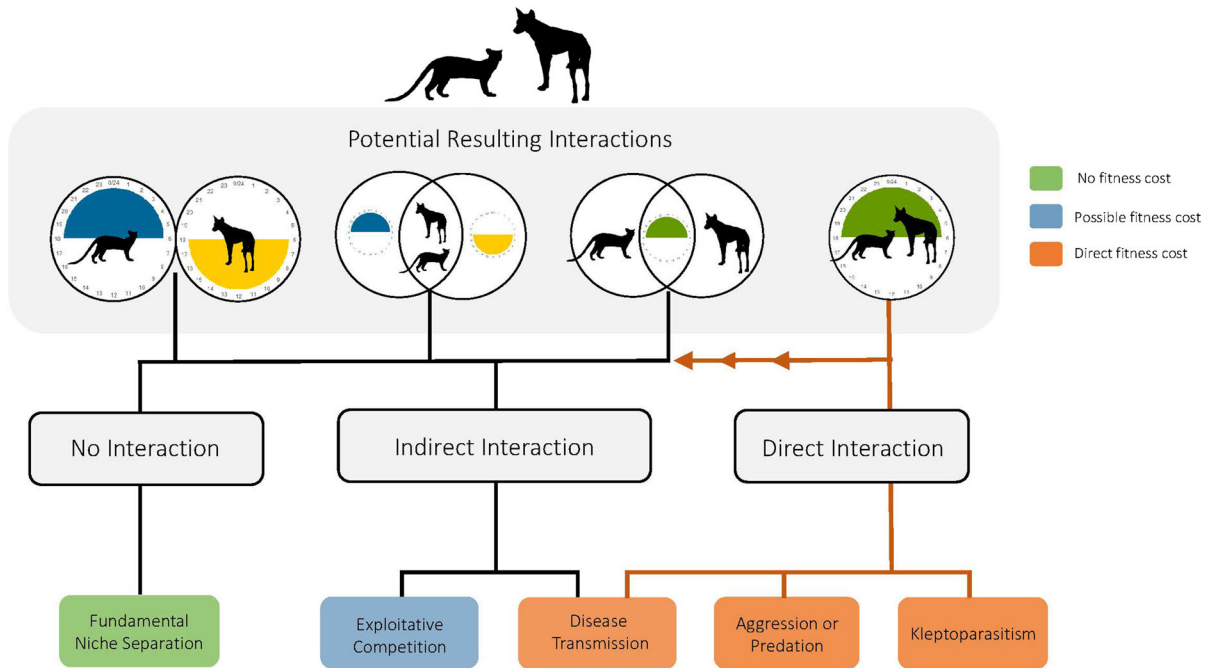 Potential Resulting Interactions
No fitness cost
Possible fitness cost
Direct fitness cost
No Interaction
Indirect Interaction
Direct Interaction
Fundamental
Niche Separation
Exploitative
Competition
Disease
Transmission
Aggression or
Predation
Kleptoparasitism